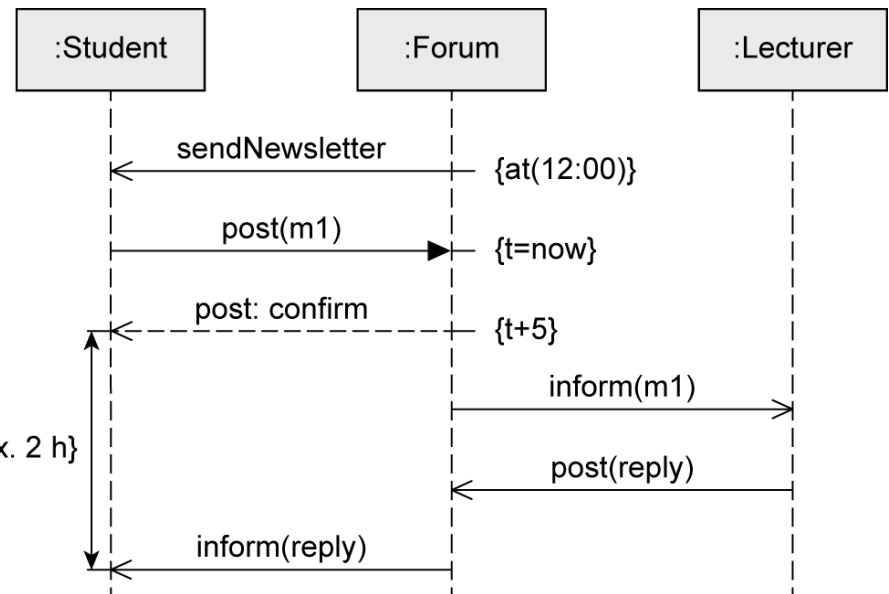 :Student :Forum :Lecturer
sendNewsletter {at(12:00)}
post(m1) {t=now}
post: confirm {t+5}
inform(m1)
x. 2 h}
post(reply)
inform(reply)